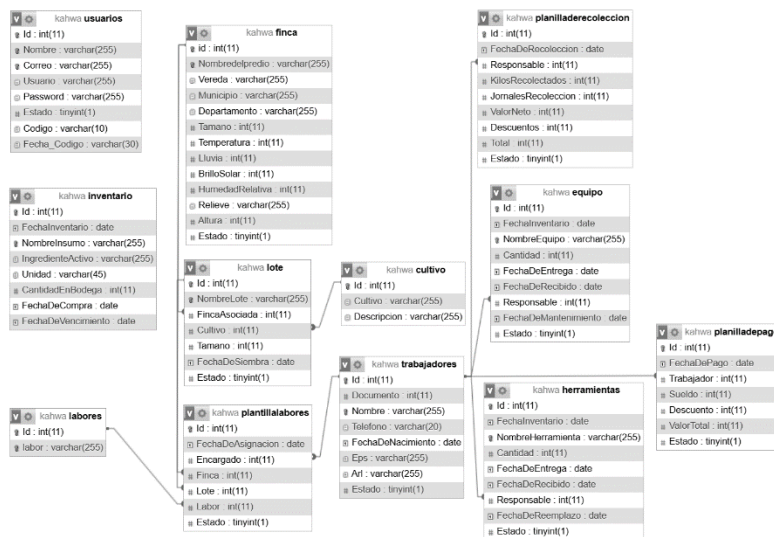 kahwa usuarios
Id : int(11)
Nombre : varchar(255)
Correo : varchar(255)
Usuario : varchar(255)
Password : varchar(255)
Estado : tinyint(1)
Codigo : varchar(10)
Fecha_Codigo : varchar(30)
kahwa finca
id : int(11)
Nombredelpredio : varchar(255)
Vereda : varchar(255)
Municipio : varchar(255)
Departamento : varchar(255)
Tamano : int(11)
Temperatura : int(11)
Lluvia : int(11)
BrilloSolar : int(11)
HumedadRelativa : int(11)
Relieve : varchar(255)
Altura : int(11)
Estado : tinyint(1)
kahwa planilladerecoleccion
Id : int(11)
FechaDeRecoleccion : date
Responsable : int(11)
KilosRecolectados : int(11)
JornalesRecoleccion : int(11)
ValorNeto : int(11)
Descuentos : int(11)
Total : int(11)
Estado : tinyint(1)
kahwa inventario
Id : int(11)
FechaInventario : date
NombreInsumo : varchar(255)
IngredienteActivo : varchar(255)
Unidad : varchar(45)
CantidadEnBodega : int(11)
FechaDeCompra : date
FechaDeVencimiento : date
kahwa equipo
Id : int(11)
FechaInventario : date
NombreEquipo : varchar(255)
Cantidad : int(11)
FechaDeEntrega : date
FechaDeRecibido : date
Responsable : int(11)
FechaDeMantenimiento : date
Estado : tinyint(1)
kahwa lote
Id : int(11)
NombreLote : varchar(255)
FincaAsociada : int(11)
Cultivo : int(11)
Tamano : int(11)
FechaDeSiembra : date
Estado : tinyint(1)
kahwa cultivo
Id : int(11)
Cultivo : varchar(255)
Descripcion : varchar(255)
kahwa planilladepago
Id : int(11)
FechaDePago : date
Trabajador : int(11)
Sueldo : int(11)
Descuento : int(11)
ValorTotal : int(11)
Estado : tinyint(1)
kahwa trabajadores
Id : int(11)
Documento : int(11)
Nombre : varchar(255)
Telefono : varchar(20)
FechaDeNacimiento : date
Eps : varchar(255)
Arl : varchar(255)
Estado : tinyint(1)
kahwa herramientas
Id : int(11)
FechaInventario : date
NombreHerramienta : varchar(255)
Cantidad : int(11)
FechaDeEntrega : date
FechaDeRecibido : date
Responsable : int(11)
FechaDeReemplazo : date
Estado : tinyint(1)
kahwa labores
Id : int(11)
labor : varchar(255)
kahwa plantillalabores
Id : int(11)
FechaDeAsignacion : date
Encargado : int(11)
Finca : int(11)
Lote : int(11)
Labor : int(11)
Estado : tinyint(1)